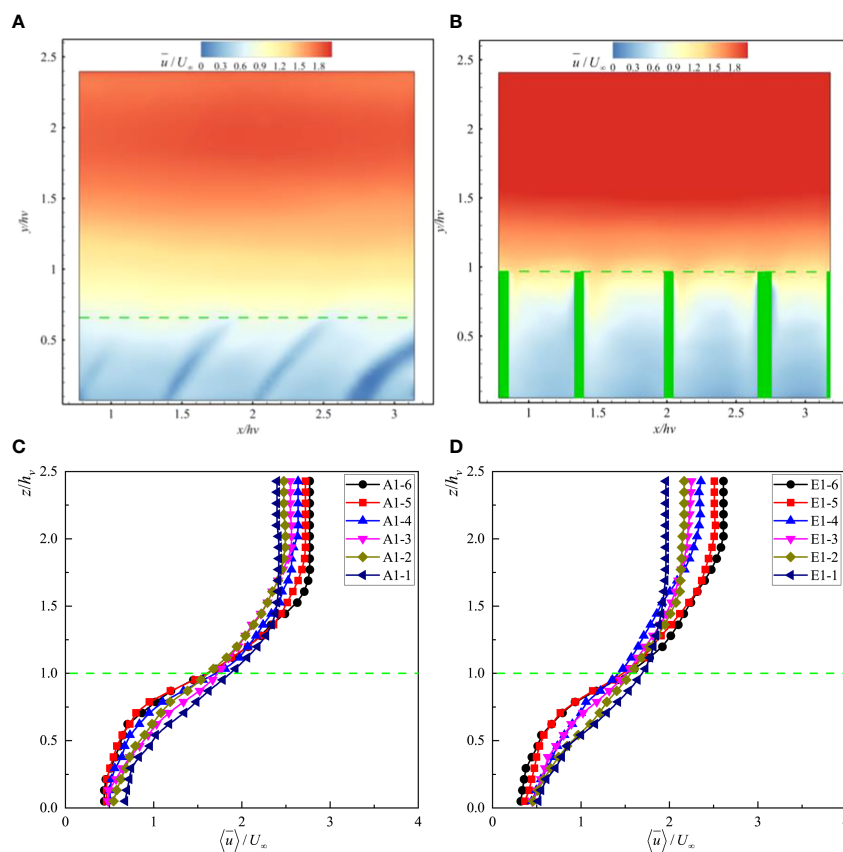 A
u̅ / U∞
0 0.3 0.6 0.9 1.2 1.5 1.8
2.5
2
1.5
1
0.5
y/hv
1 2 3
1.5 2.5
x/hv
B
u̅ / U∞
0 0.3 0.6 0.9 1.2 1.5 1.8
2.5
2
1.5
1
0.5
y/hv
1 1.5 2 2.5 3
x/hv
C
z/hᵥ
2.5
2.0
1.5
1.0
0.5
0.0
0 1 2 3 4
⟨u̅⟩ / U∞
A1-6
A1-5
A1-4
A1-3
A1-2
A1-1
D
z/hᵥ
2.5
2.0
1.5
1.0
0.5
0.0
0 1 2 3
⟨u̅⟩ / U∞
E1-6
E1-5
E1-4
E1-3
E1-2
E1-1